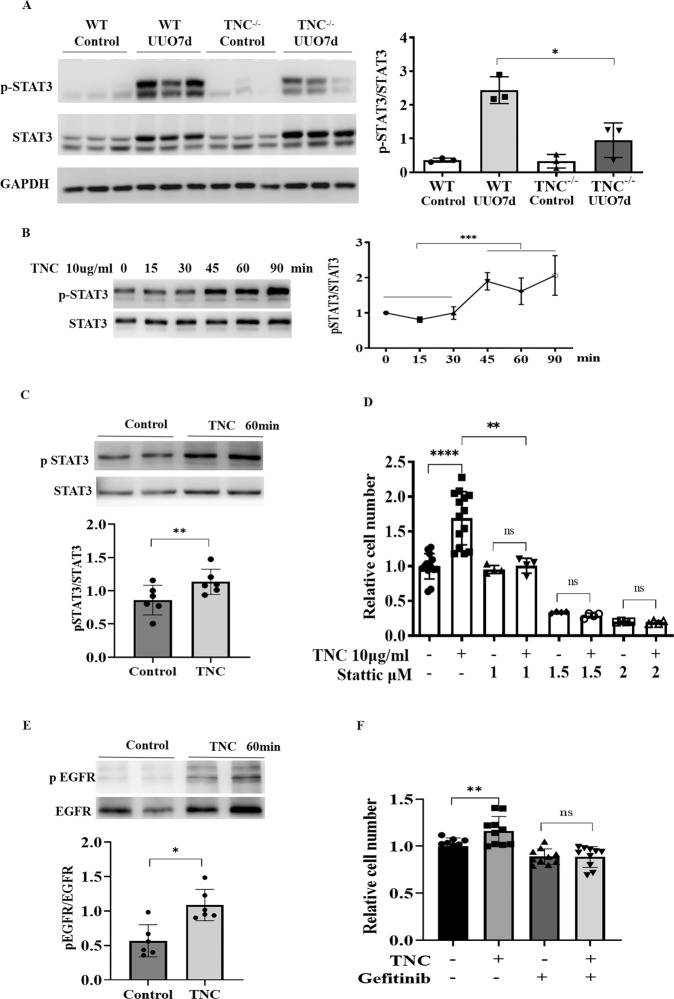 A
WT WT TNC-/- TNC-/-
Control UUO7d Control UUO7d
p-STAT3
STAT3
GAPDH
p-STAT3/STAT3
4
3
2
1
0
*
WT WT TNC-/- TNC-/-
Control UUO7d Control UUO7d
B
TNC 10ug/ml 0 15 30 45 60 90 min
p-STAT3
STAT3
pSTAT3/STAT3
3
2
1
0
***
0 15 30 45 60 90 min
C
Control TNC 60min
p STAT3
STAT3
pSTAT3/STAT3
2.0
1.5
1.0
0.5
0.0
**
Control TNC
D
Relative cell number
2.5
2.0
1.5
1.0
0.5
0.0
****
**
ns
ns
ns
TNC 10µg/ml - + - + - + - +
Stattic µM - - 1 1 1.5 1.5 2 2
E
Control TNC 60min
p EGFR
EGFR
pEGFR/EGFR
2.0
1.5
1.0
0.5
0.0
*
Control TNC
F
Relative cell number
1.5
1.0
0.5
0.0
**
ns
TNC - + - +
Gefitinib - - + +